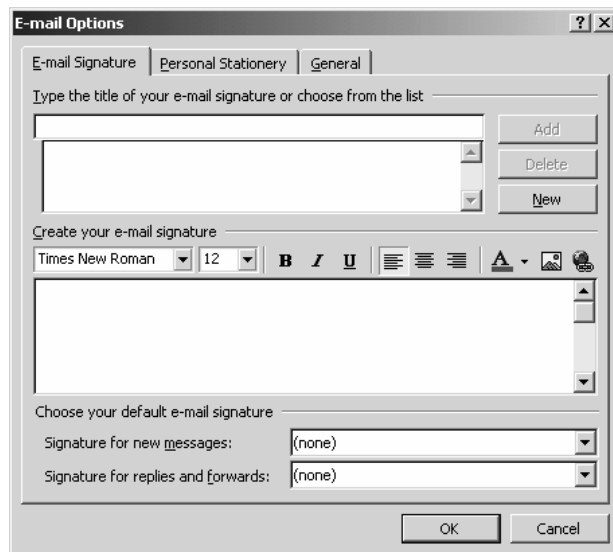 E-mail Options
E-mail Signature Personal Stationery General
Type the title of your e-mail signature or choose from the list
Add
Delete
New
Create your e-mail signature
Times New Roman 12 B I U A
Choose your default e-mail signature
Signature for new messages: (none)
Signature for replies and forwards: (none)
OK Cancel